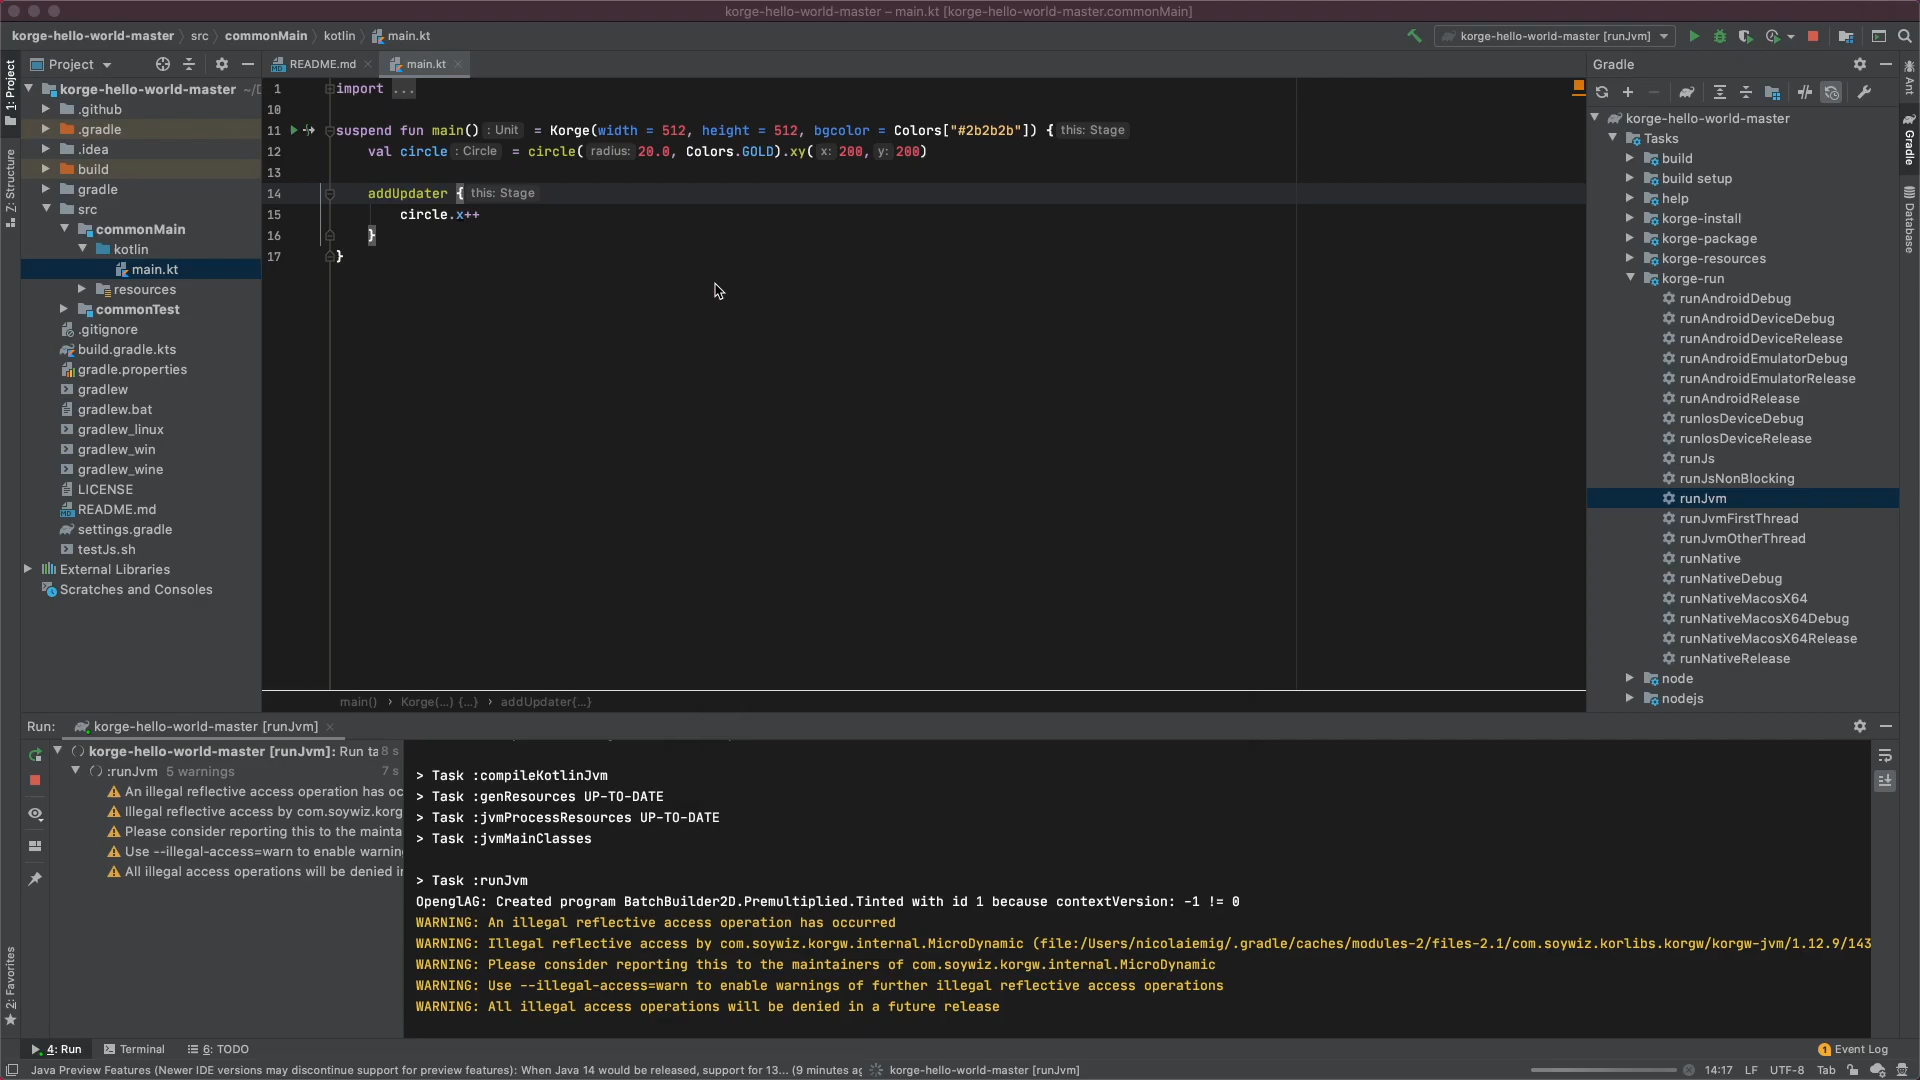 korge-hello-world-master – main.kt [korge-hello-world-master.commonMain]
korge-hello-world-master src commonMain kotlin main.kt
korge-hello-world-master [runJvm]
1: Project
Z: Structure
2: Favorites
Project
korge-hello-world-master ~/D
.github
.gradle
.idea
build
gradle
src
commonMain
kotlin
main.kt
resources
commonTest
.gitignore
build.gradle.kts
gradle.properties
gradlew
gradlew.bat
gradlew_linux
gradlew_win
gradlew_wine
LICENSE
README.md
settings.gradle
testJs.sh
External Libraries
Scratches and Consoles
README.md main.kt
1 import ...
10
11 suspend fun main() : Unit = Korge(width = 512, height = 512, bgcolor = Colors["#2b2b2b"]) { this: Stage
12 val circle : Circle = circle( radius: 20.0, Colors.GOLD).xy( x: 200, y: 200)
13
14 addUpdater { this: Stage
15 circle.x++
16 }
17 }
main() › Korge(...) {...} › addUpdater{...}
Gradle
korge-hello-world-master
Tasks
build
build setup
help
korge-install
korge-package
korge-resources
korge-run
runAndroidDebug
runAndroidDeviceDebug
runAndroidDeviceRelease
runAndroidEmulatorDebug
runAndroidEmulatorRelease
runAndroidRelease
runIosDeviceDebug
runIosDeviceRelease
runJs
runJsNonBlocking
runJvm
runJvmFirstThread
runJvmOtherThread
runNative
runNativeDebug
runNativeMacosX64
runNativeMacosX64Debug
runNativeMacosX64Release
runNativeRelease
node
nodejs
Ant
Gradle
Database
Run: korge-hello-world-master [runJvm]
korge-hello-world-master [runJvm]: Run ta 8 s
:runJvm 5 warnings 7 s
An illegal reflective access operation has oc
Illegal reflective access by com.soywiz.korg
Please consider reporting this to the mainta
Use --illegal-access=warn to enable warnin
All illegal access operations will be denied i
> Task :compileKotlinJvm
> Task :genResources UP-TO-DATE
> Task :jvmProcessResources UP-TO-DATE
> Task :jvmMainClasses
> Task :runJvm
OpenglAG: Created program BatchBuilder2D.Premultiplied.Tinted with id 1 because contextVersion: -1 != 0
WARNING: An illegal reflective access operation has occurred
WARNING: Illegal reflective access by com.soywiz.korgw.internal.MicroDynamic (file:/Users/nicolaiemig/.gradle/caches/modules-2/files-2.1/com.soywiz.korlibs.korgw/korgw-jvm/1.12.9/143
WARNING: Please consider reporting this to the maintainers of com.soywiz.korgw.internal.MicroDynamic
WARNING: Use --illegal-access=warn to enable warnings of further illegal reflective access operations
WARNING: All illegal access operations will be denied in a future release
4: Run Terminal 6: TODO 1 Event Log
Java Preview Features (Newer IDE versions may discontinue support for preview features): When Java 14 would be released, support for 13... (9 minutes ag korge-hello-world-master [runJvm] 14:17 LF UTF-8 Tab